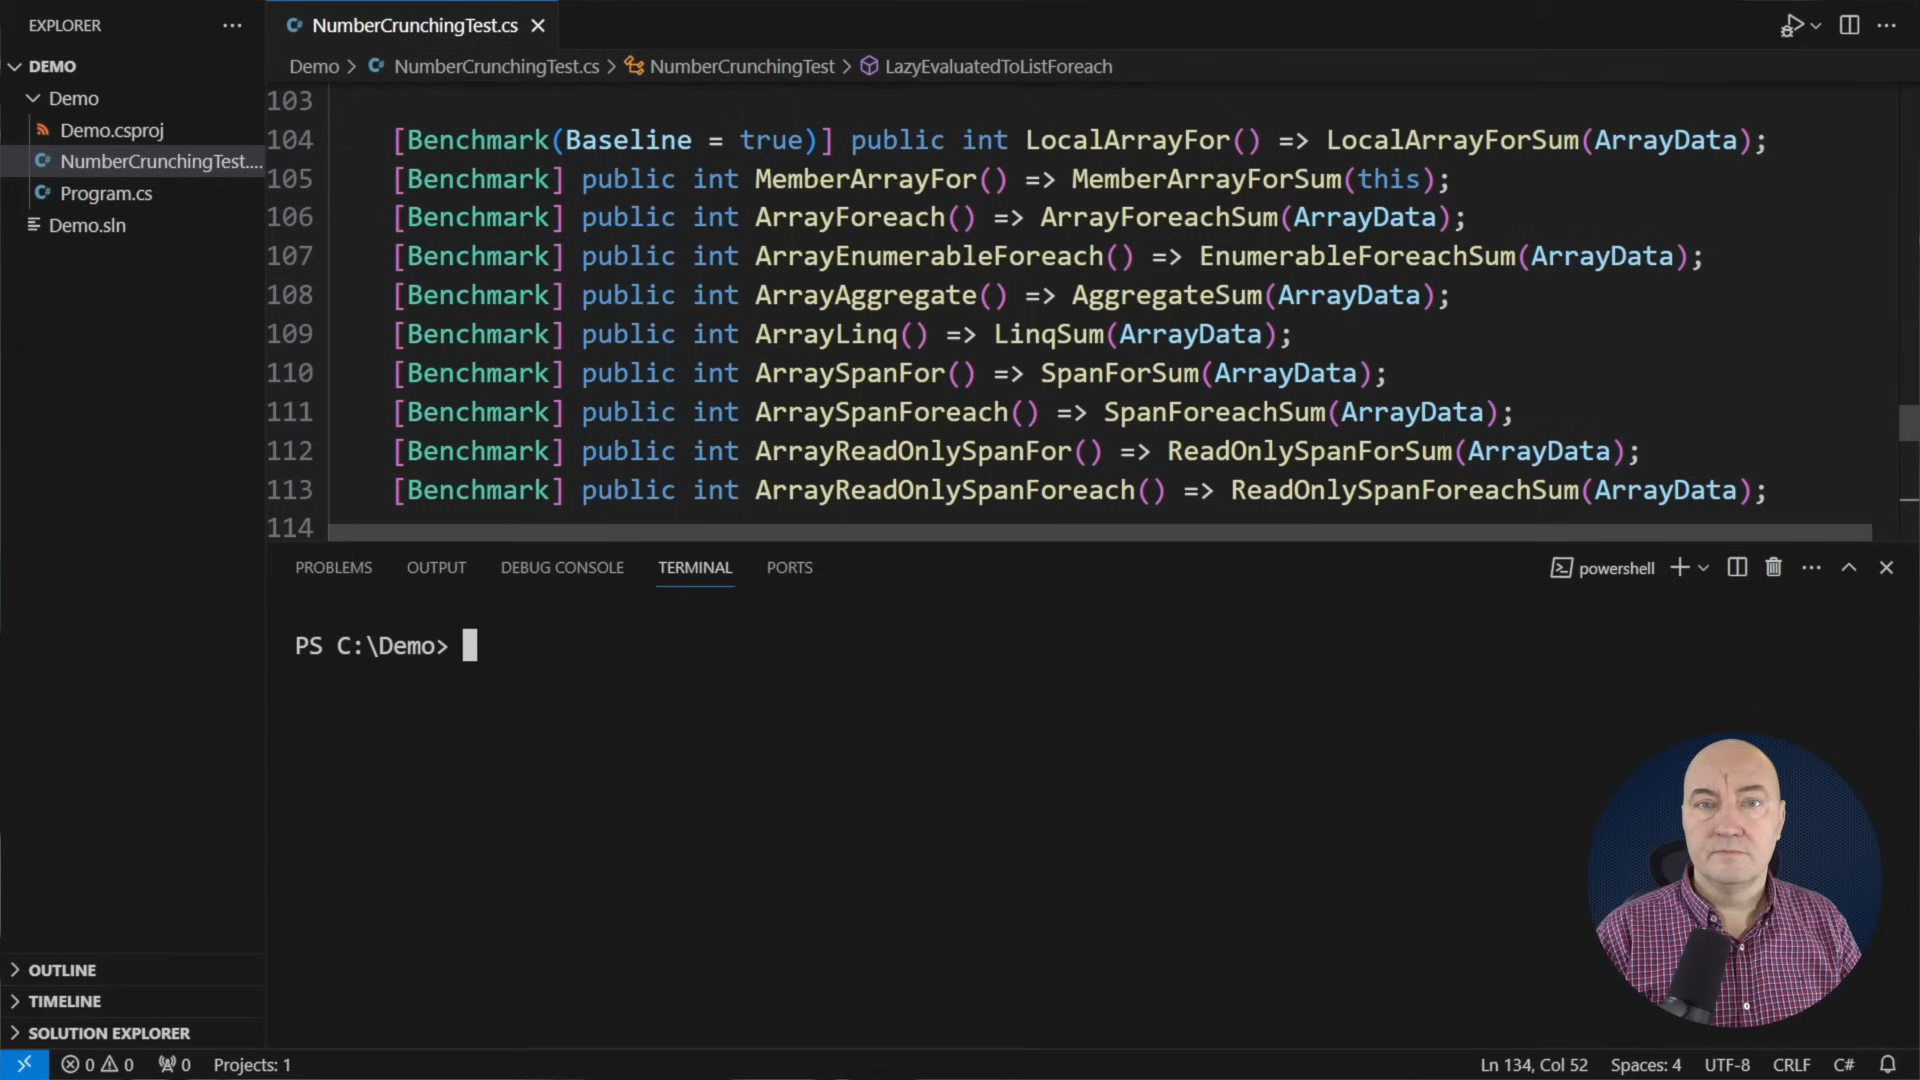 EXPLORER
NumberCrunchingTest.cs
DEMO
Demo
Demo.csproj
NumberCrunchingTest....
Program.cs
Demo.sln
Demo > NumberCrunchingTest.cs > NumberCrunchingTest > LazyEvaluatedToListForeach
103
104 [Benchmark(Baseline = true)] public int LocalArrayFor() => LocalArrayForSum(ArrayData);
105 [Benchmark] public int MemberArrayFor() => MemberArrayForSum(this);
106 [Benchmark] public int ArrayForeach() => ArrayForeachSum(ArrayData);
107 [Benchmark] public int ArrayEnumerableForeach() => EnumerableForeachSum(ArrayData);
108 [Benchmark] public int ArrayAggregate() => AggregateSum(ArrayData);
109 [Benchmark] public int ArrayLinq() => LinqSum(ArrayData);
110 [Benchmark] public int ArraySpanFor() => SpanForSum(ArrayData);
111 [Benchmark] public int ArraySpanForeach() => SpanForeachSum(ArrayData);
112 [Benchmark] public int ArrayReadOnlySpanFor() => ReadOnlySpanForSum(ArrayData);
113 [Benchmark] public int ArrayReadOnlySpanForeach() => ReadOnlySpanForeachSum(ArrayData);
114
PROBLEMS OUTPUT DEBUG CONSOLE TERMINAL PORTS powershell
PS C:\Demo>
OUTLINE
TIMELINE
SOLUTION EXPLORER
0 0 0 Projects: 1 Ln 134, Col 52 Spaces: 4 UTF-8 CRLF C#